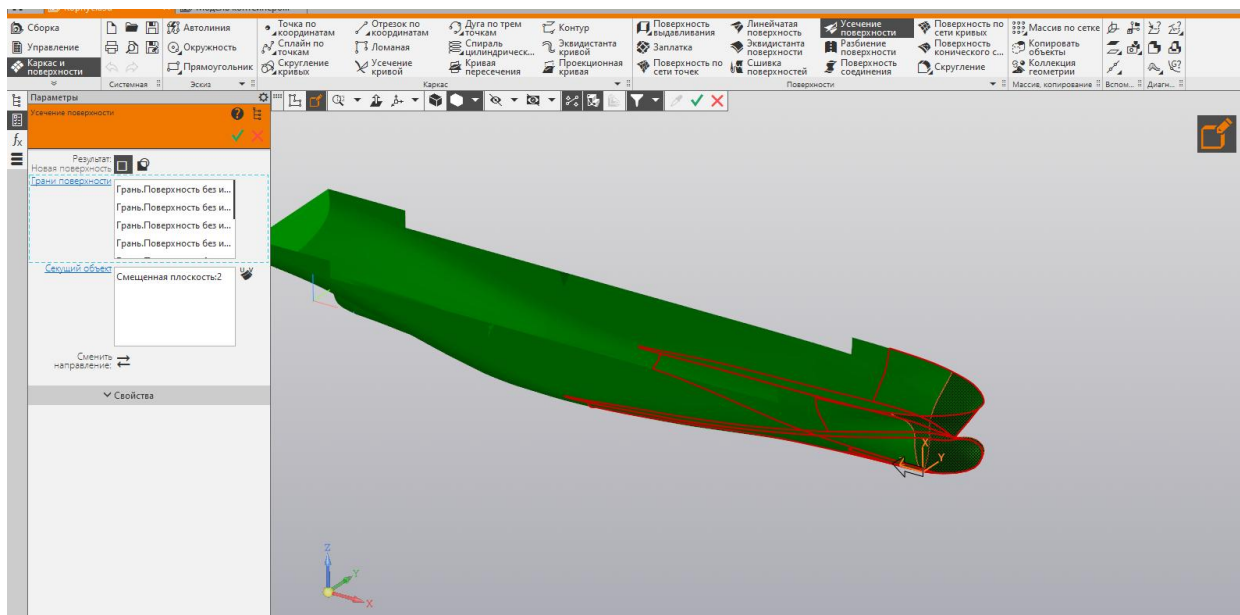 Сборка
Управление
Каркас и
поверхности
Системная
Автолиния
Окружность
Прямоугольник
Эскиз
Точка по
координатам
Сплайн по
точкам
Скругление
кривых
Отрезок по
координатам
Ломаная
Усечение
кривой
Дуга по трем
точкам
Спираль
цилиндрическ...
Кривая
пересечения
Контур
Эквидистанта
кривой
Проекционная
кривая
Каркас
Поверхность
выдавливания
Заплатка
Поверхность по
сети точек
Линейчатая
поверхность
Эквидистанта
поверхности
Сшивка
поверхностей
Усечение
поверхности
Разбиение
поверхности
Поверхность
соединения
Поверхность по
сети кривых
Поверхность
конического с...
Скругление
Поверхности
Массив по сетке
Копировать
объекты
Коллекция
геометрии
Массив, копирование
Вспом...
Диагн...
Параметры
Усечение поверхности
Результат:
Новая поверхность
Грани поверхности
Грань.Поверхность без и...
Грань.Поверхность без и...
Грань.Поверхность без и...
Грань.Поверхность без и...
Секущий объект
Смещенная плоскость:2
Сменить
направление:
Свойства
X
Y
Z
Z
Y
X